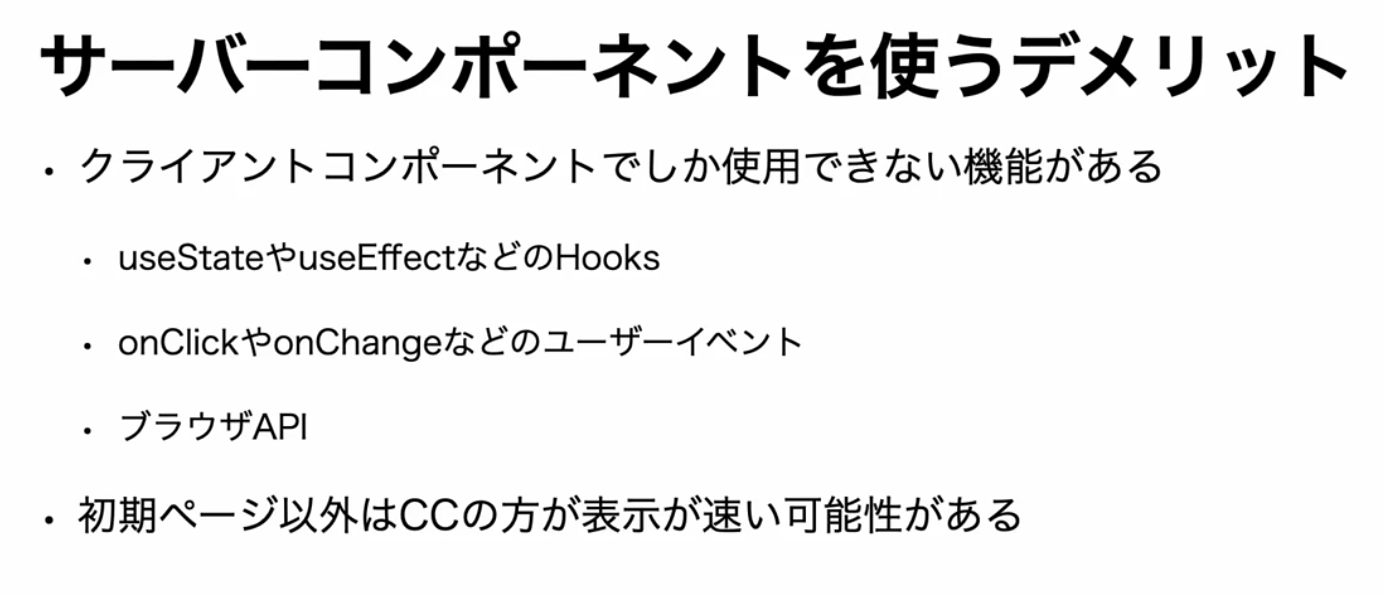 サーバーコンポーネントを使うデメリット
・クライアントコンポーネントでしか使用できない機能がある
・useStateやuseEffectなどのHooks
・onClickやonChangeなどのユーザーイベント
・ブラウザAPI
・初期ページ以外はCCの方が表示が速い可能性がある